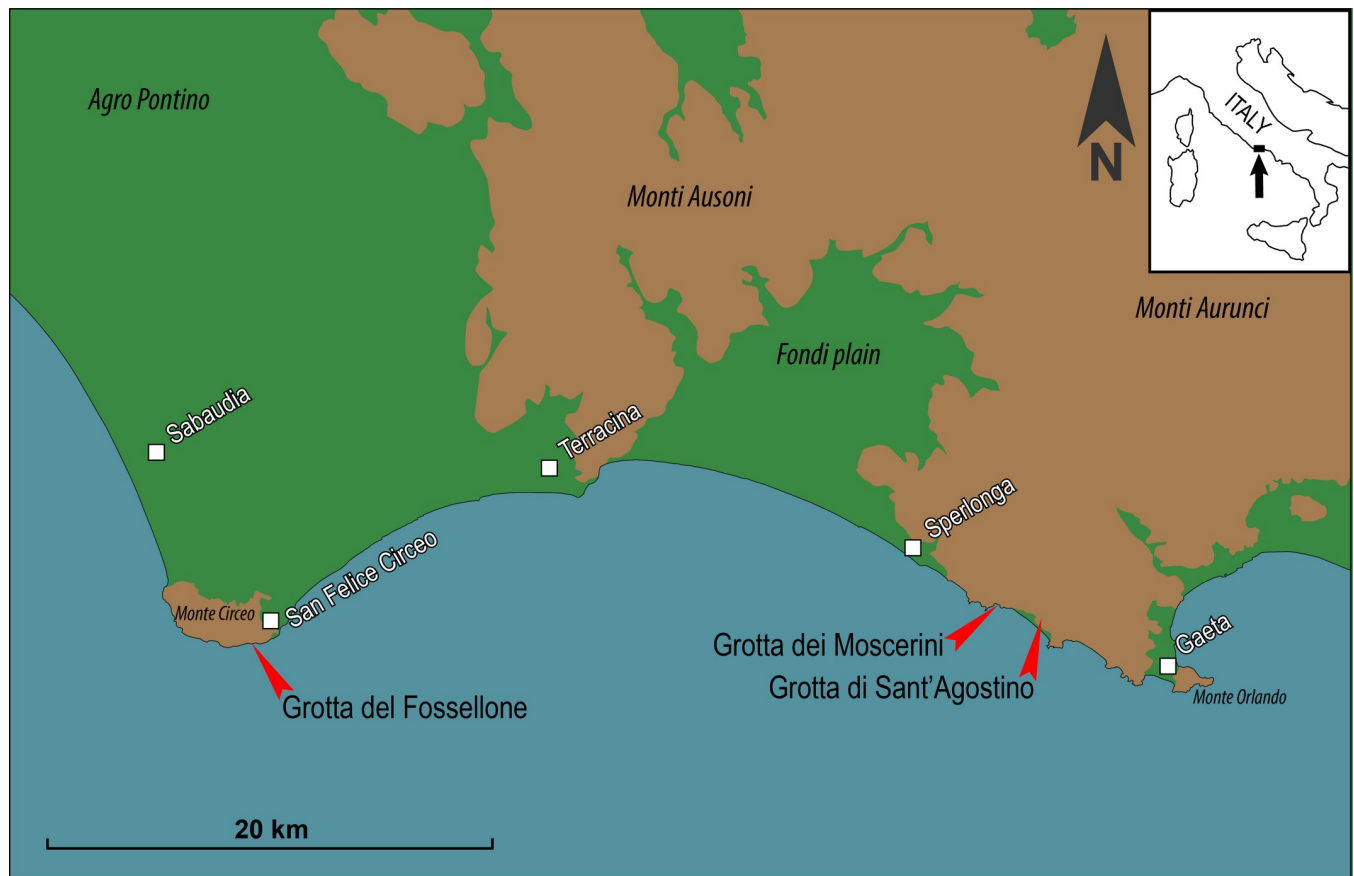 Agro Pontino
ITALY
N
Monti Ausoni
Monti Aurunci
Fondi plain
Sabaudia
Terracina
Sperlonga
San Felice Circeo
Monte Circeo
Grotta dei Moscerini
Gaeta
Grotta di Sant’Agostino
Monte Orlando
Grotta del Fossellone
20 km